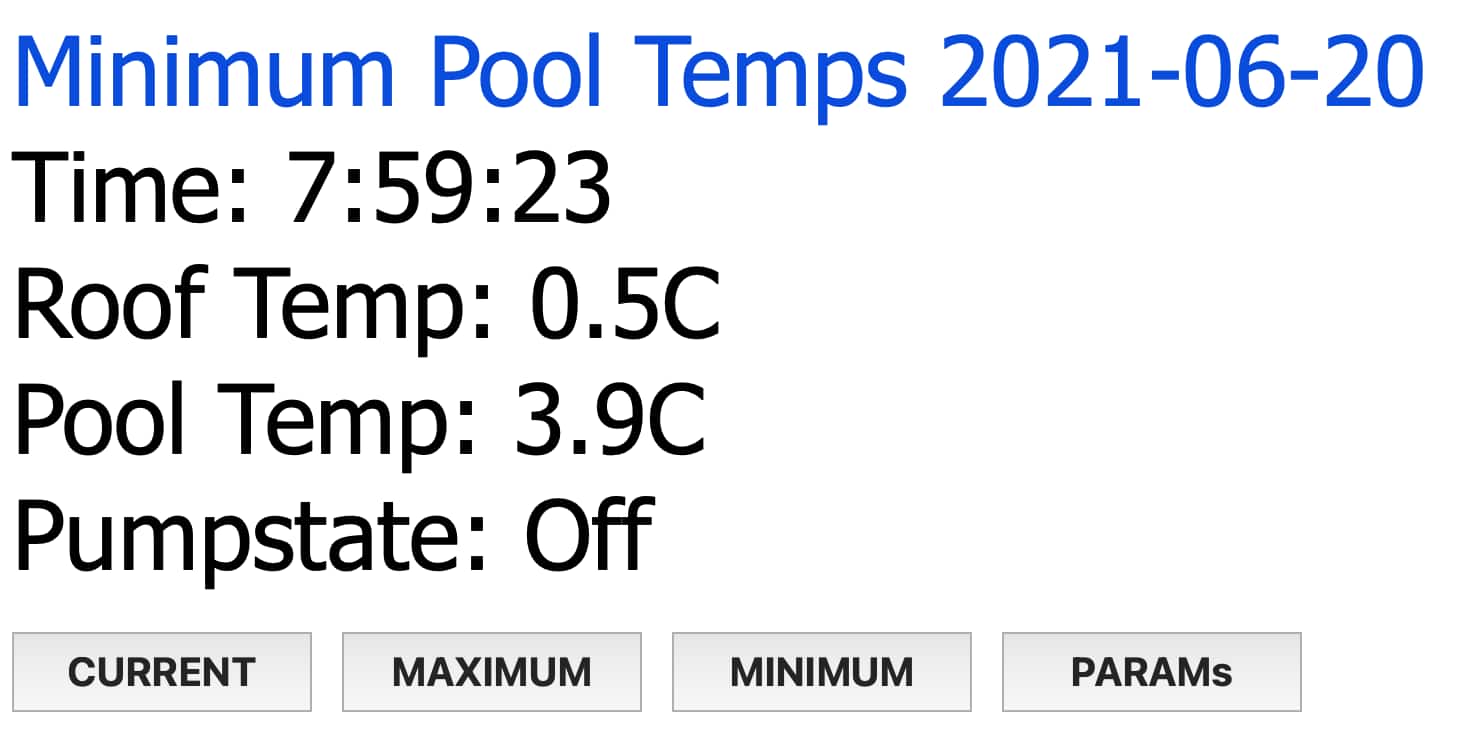 Minimum Pool Temps 2021-06-20
Time: 7:59:23
Roof Temp: 0.5C
Pool Temp: 3.9C
Pumpstate: Off
CURRENT MAXIMUM MINIMUM PARAMs